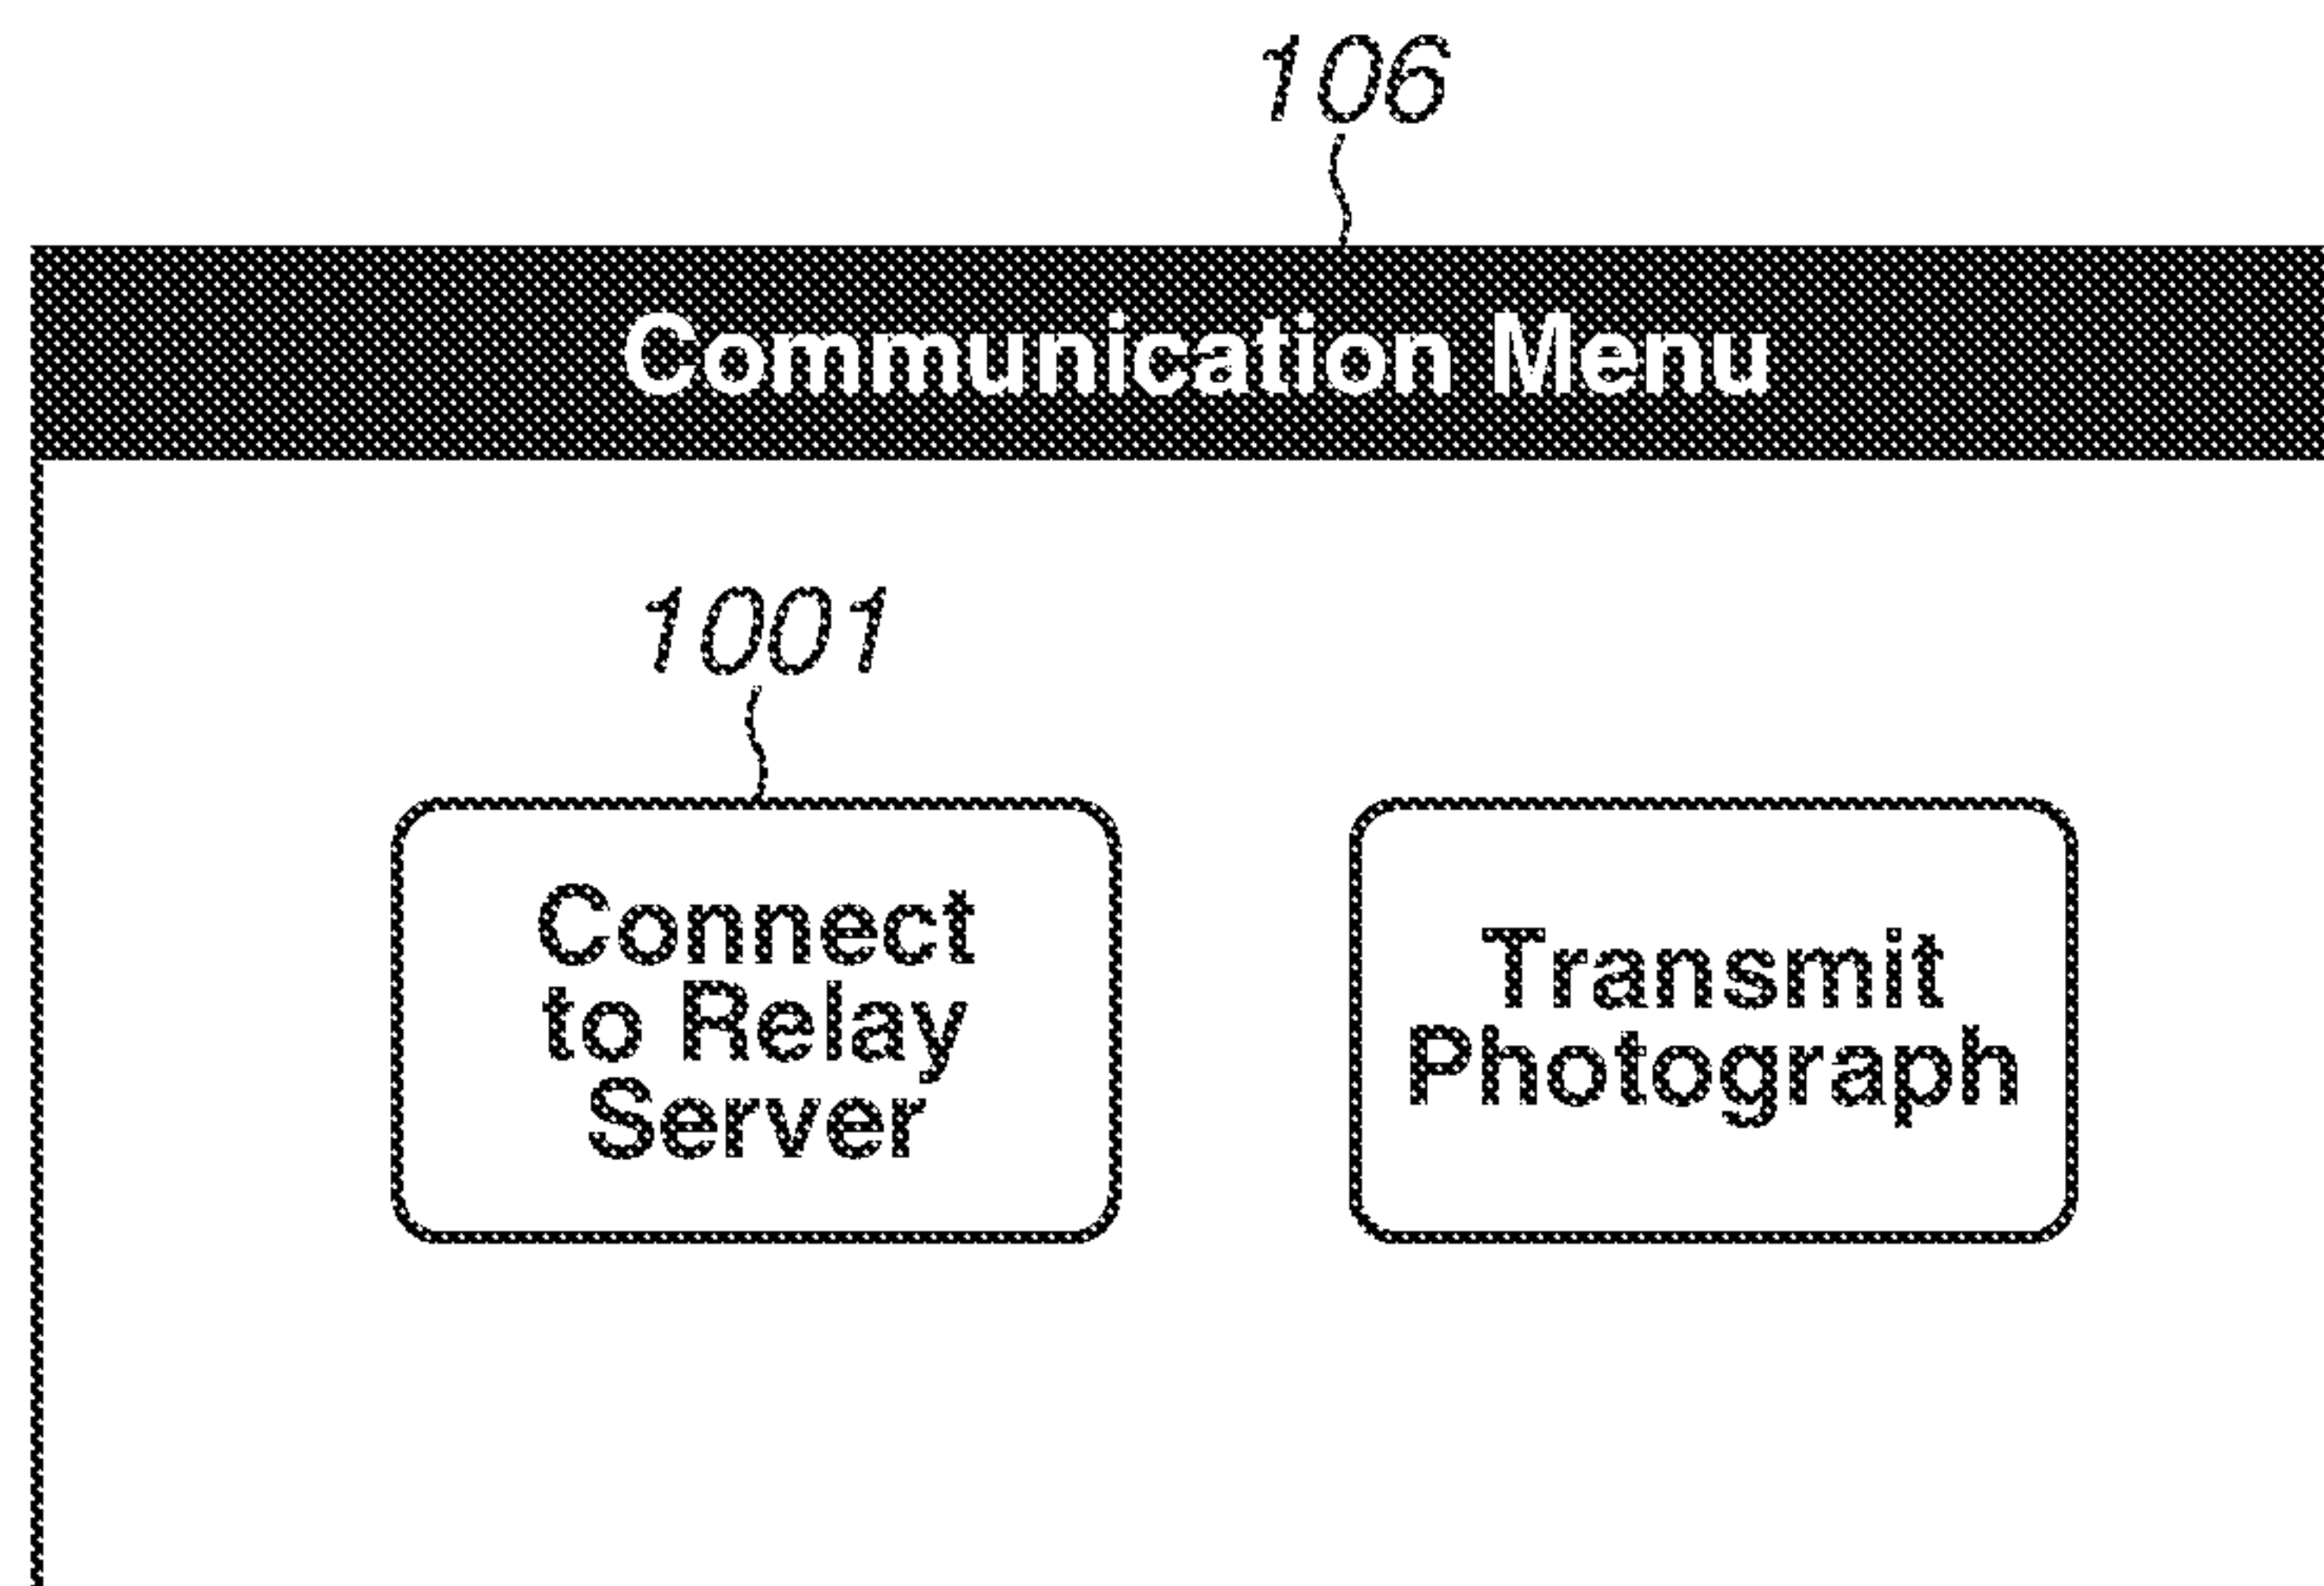 106
Communication Menu
1001
Connect
to Relay
Server
Transmit
Photograph